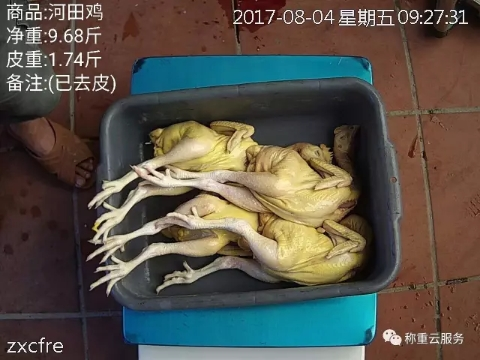 商品:河田鸡
2017-08-04 星期五 09:27:31
净重:9.68斤
皮重:1.74斤
备注:(已去皮)
zxcfre
称重云服务